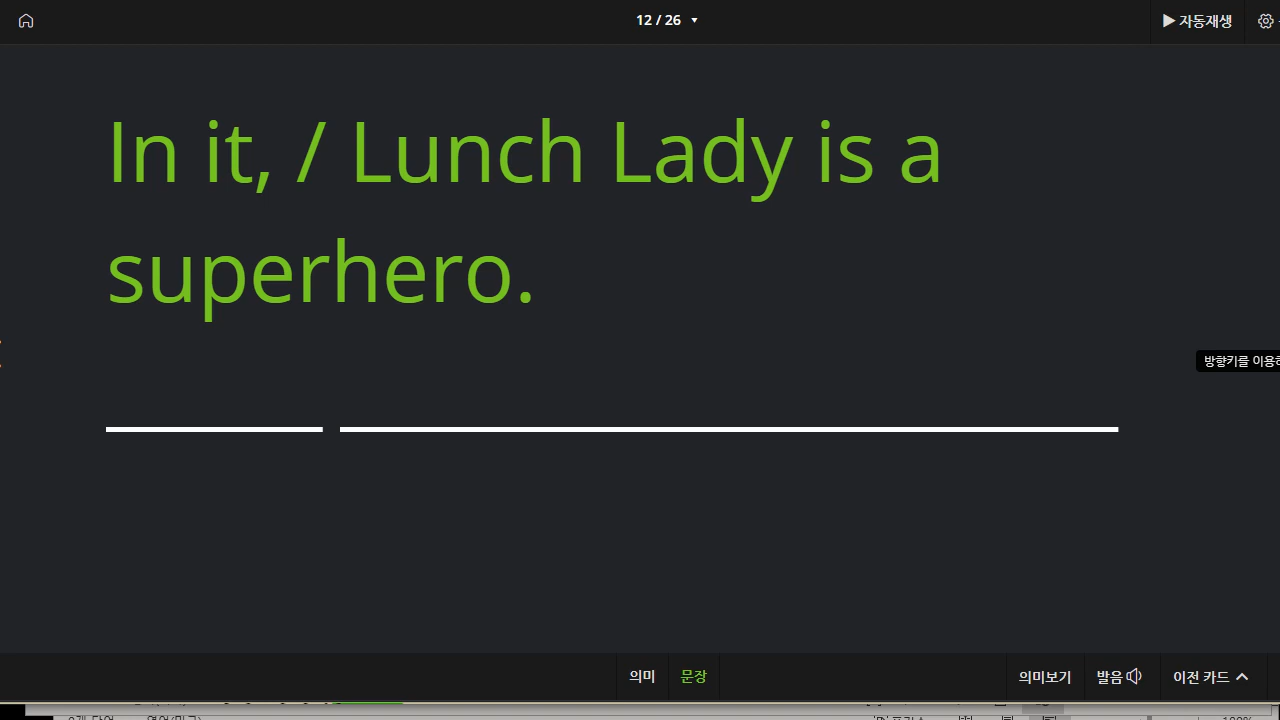 12 / 26
자동재생
In it, / Lunch Lady is a
superhero.
방향키를 이용하
의미
문장
의미보기
발음
이전 카드